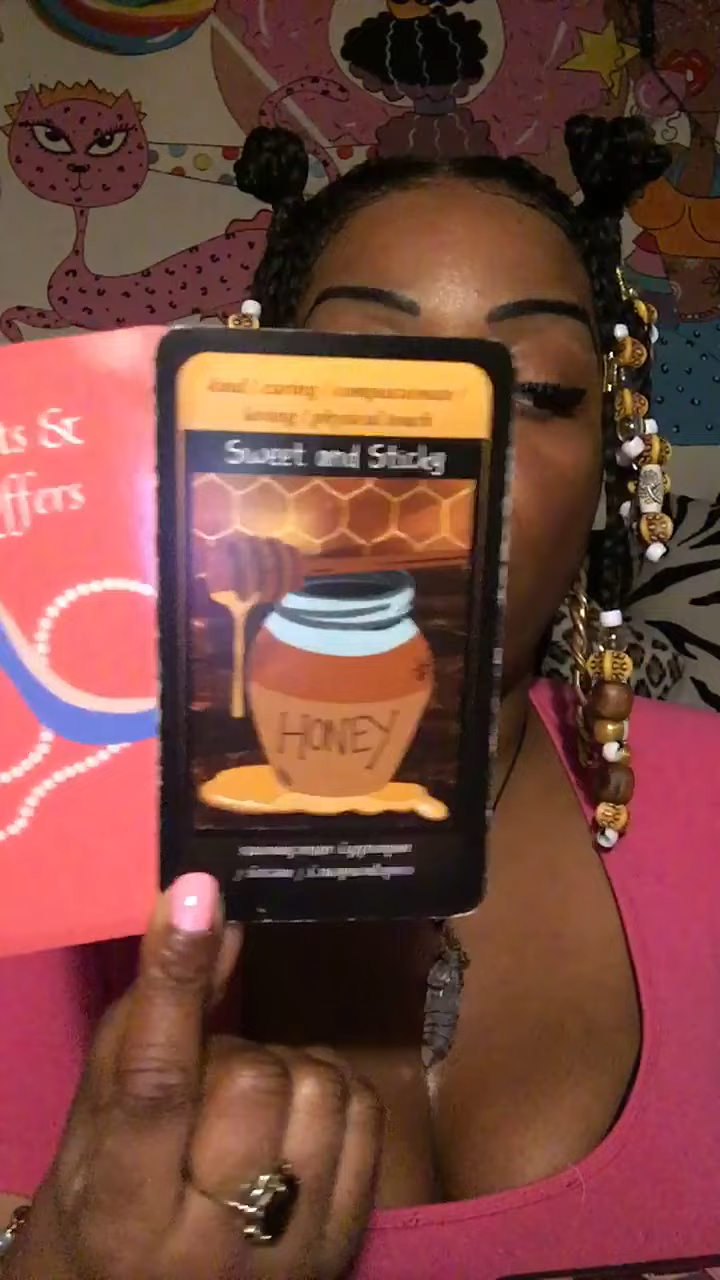 ts &
ffers
kind / caring / compassionate /
loving / physical touch
Sweet and Sticky
HONEY